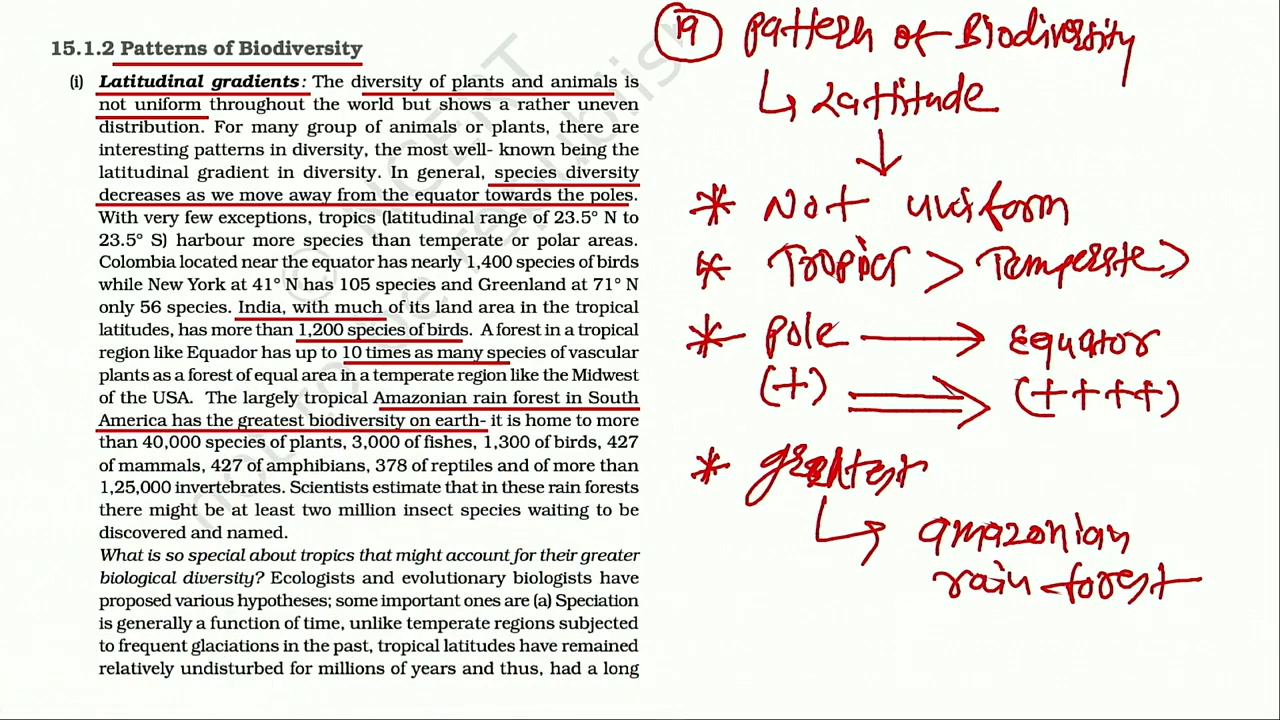 15.1.2 Patterns of Biodiversity
(i) Latitudinal gradients: The diversity of plants and animals is
not uniform throughout the world but shows a rather uneven
distribution. For many group of animals or plants, there are
interesting patterns in diversity, the most well- known being the
latitudinal gradient in diversity. In general, species diversity
decreases as we move away from the equator towards the poles.
With very few exceptions, tropics (latitudinal range of 23.5° N to
23.5° S) harbour more species than temperate or polar areas.
Colombia located near the equator has nearly 1,400 species of birds
while New York at 41° N has 105 species and Greenland at 71° N
only 56 species. India, with much of its land area in the tropical
latitudes, has more than 1,200 species of birds. A forest in a tropical
region like Equador has up to 10 times as many species of vascular
plants as a forest of equal area in a temperate region like the Midwest
of the USA. The largely tropical Amazonian rain forest in South
America has the greatest biodiversity on earth- it is home to more
than 40,000 species of plants, 3,000 of fishes, 1,300 of birds, 427
of mammals, 427 of amphibians, 378 of reptiles and of more than
1,25,000 invertebrates. Scientists estimate that in these rain forests
there might be at least two million insect species waiting to be
discovered and named.
What is so special about tropics that might account for their greater
biological diversity? Ecologists and evolutionary biologists have
proposed various hypotheses; some important ones are (a) Speciation
is generally a function of time, unlike temperate regions subjected
to frequent glaciations in the past, tropical latitudes have remained
relatively undisturbed for millions of years and thus, had a long
19 Pattern of Biodiversity
↳ Lattitude
↓
* Not uniform
* Tropics > Temperate >
* Pole → Equator
(+) ⇒ (++++)
* greatest
↳ amazonian
rain forest
© NCERT
not to be republished